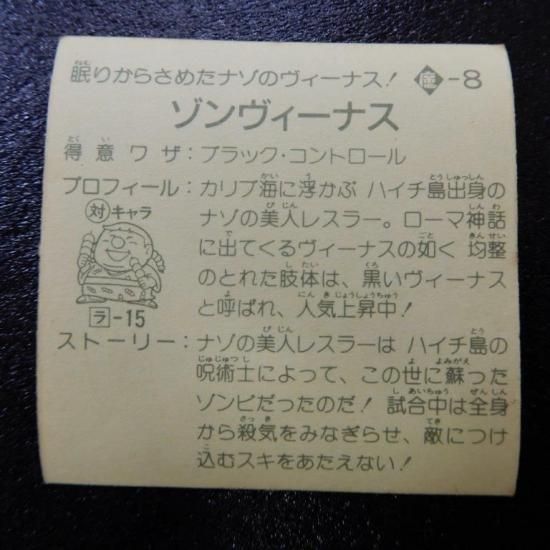 眠りからさめたナゾのヴィーナス! -8
ゾンヴィーナス
得意ワザ:ブラック・コントロール
プロフィール:カリブ海に浮かぶ ハイチ島出身の
ナゾの美人レスラー。ローマ神話
に出てくるヴィーナスの如く 均整
のとれた肢体は、黒いヴィーナス
と呼ばれ、人気上昇中!
対キャラ
ラ-15
ストーリー:ナゾの美人レスラーは ハイチ島の
呪術士によって、この世に蘇った
ゾンビだったのだ! 試合中は全身
から殺気をみなぎらせ、敵につけ
込むスキをあたえない!